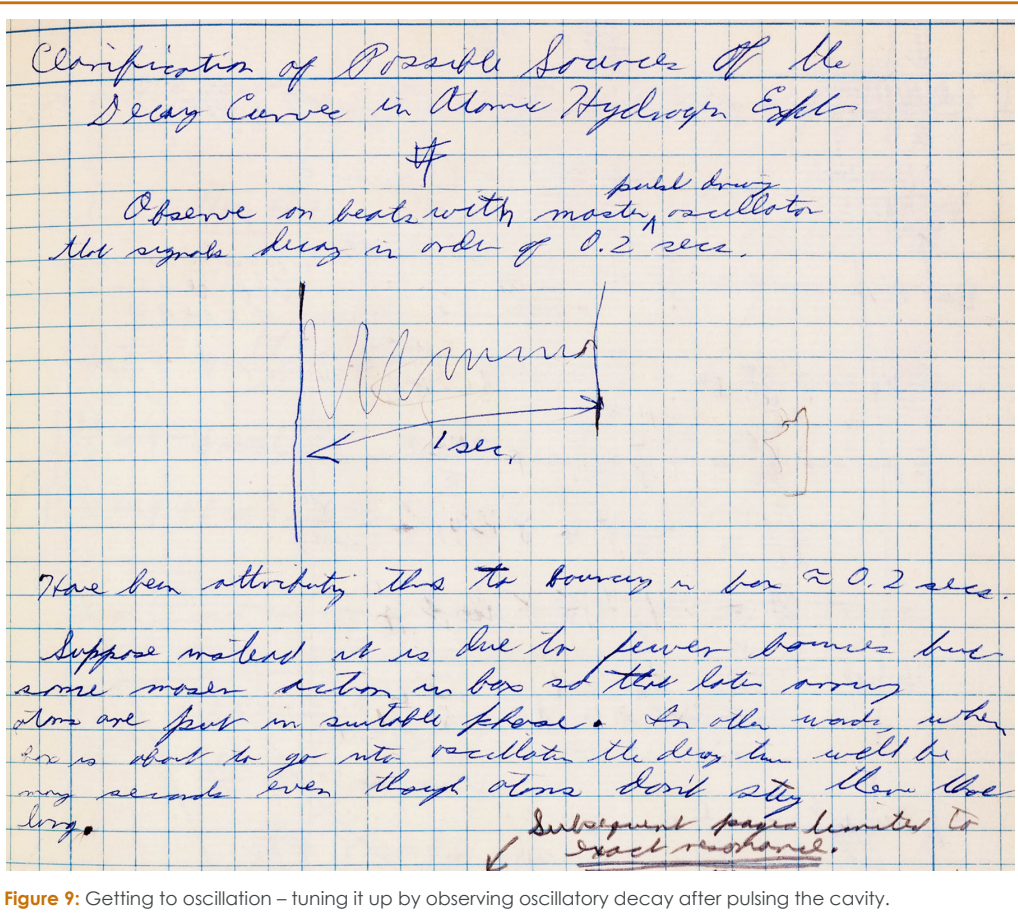 Clarification of Possible Sources Of the
Decay Curve in Atomic Hydrogen Expt
#
pulsed driving
Observe on beats with master ^ oscillator
that signals decay in order of 0.2 secs.
1 sec.
Have been attributing this to bouncing in box ≈ 0.2 secs.
Suppose instead it is due to fewer bounces but
some maser action in box so that later arriving
atoms are put in suitable phase. In other words, when
box is about to go into oscillation the decay time will be
many seconds even though atoms don't stay there that
long.
Subsequent pages limited to
exact resonance.
Figure 9: Getting to oscillation – tuning it up by observing oscillatory decay after pulsing the cavity.